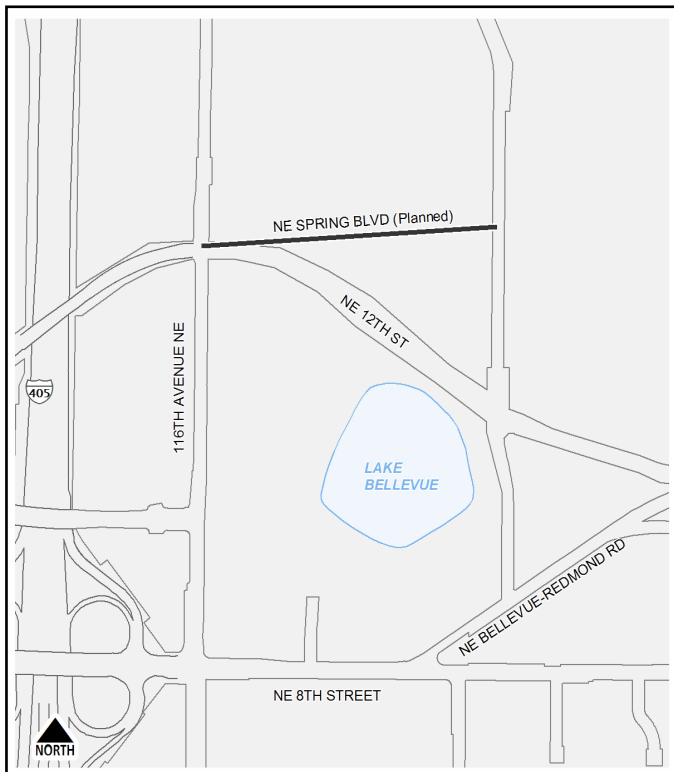 NE SPRING BLVD (Planned)
NE 12TH ST
116TH AVENUE NE
405
LAKE
BELLEVUE
NE BELLEVUE-REDMOND RD
NE 8TH STREET
NORTH